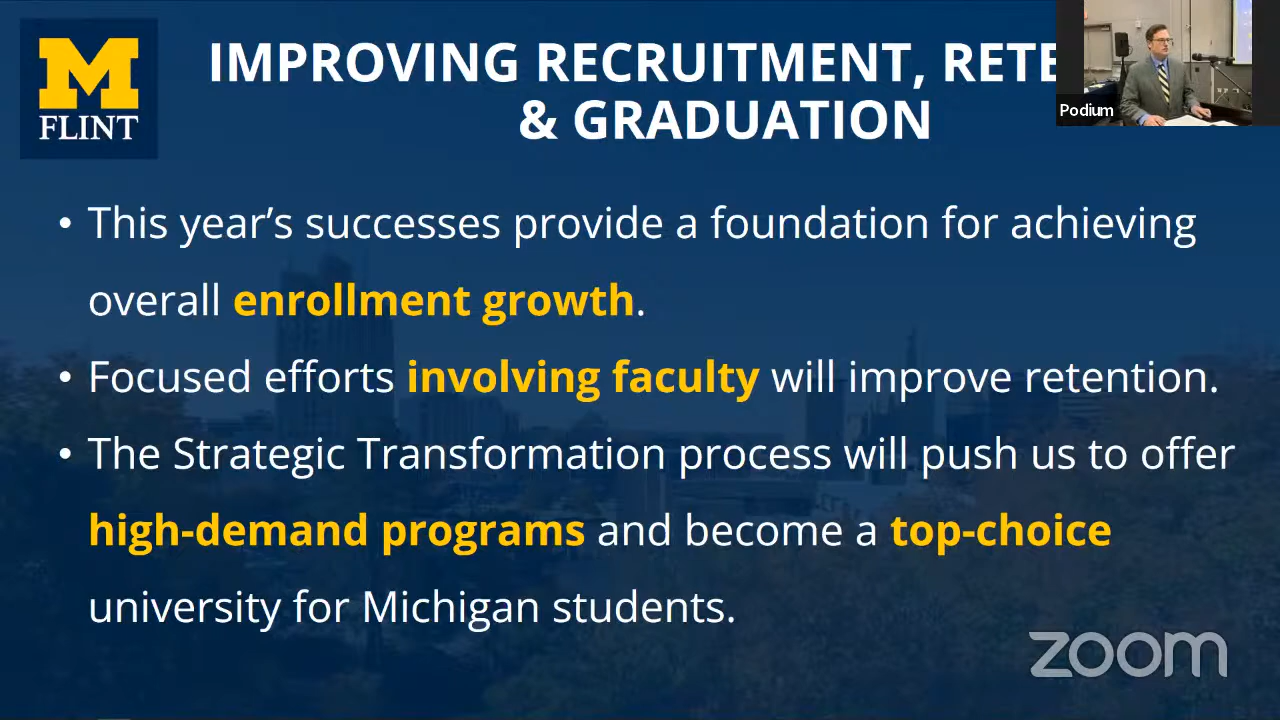 M
FLINT
IMPROVING RECRUITMENT,
& GRADUATION
Podium
• This year’s successes provide a foundation for achieving
overall enrollment growth.
• Focused efforts involving faculty will improve retention.
• The Strategic Transformation process will push us to offer
high-demand programs and become a top-choice
university for Michigan students.
zoom